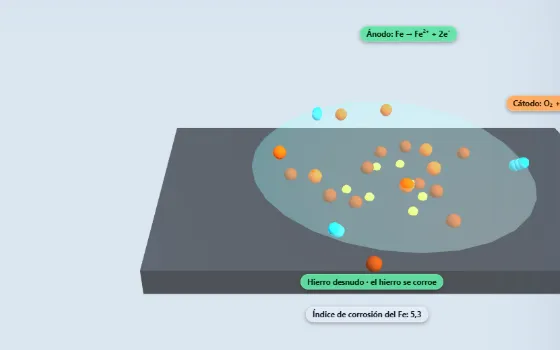 Ánodo: Fe → Fe²⁺ + 2e⁻
Cátodo: O₂ +
Hierro desnudo · el hierro se corroe
Índice de corrosión del Fe: 5,3